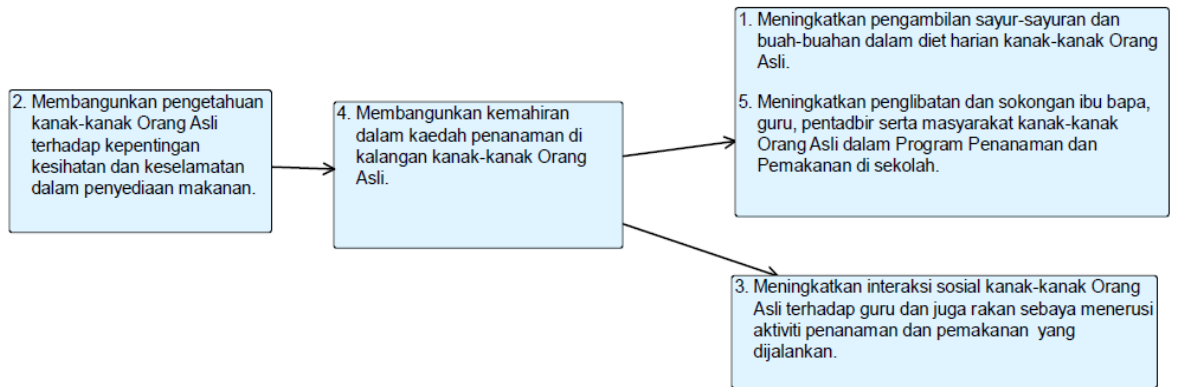 2. Membangunkan pengetahuan
kanak-kanak Orang Asli
terhadap kepentingan
kesihatan dan keselamatan
dalam penyediaan makanan.
4. Membangunkan kemahiran
dalam kaedah penanaman di
kalangan kanak-kanak Orang
Asli.
1. Meningkatkan pengambilan sayur-sayuran dan
buah-buahan dalam diet harian kanak-kanak Orang
Asli.
5. Meningkatkan penglibatan dan sokongan ibu bapa,
guru, pentadbir serta masyarakat kanak-kanak
Orang Asli dalam Program Penanaman dan
Pemakanan di sekolah.
3. Meningkatkan interaksi sosial kanak-kanak Orang
Asli terhadap guru dan juga rakan sebaya menerusi
aktiviti penanaman dan pemakanan yang
dijalankan.